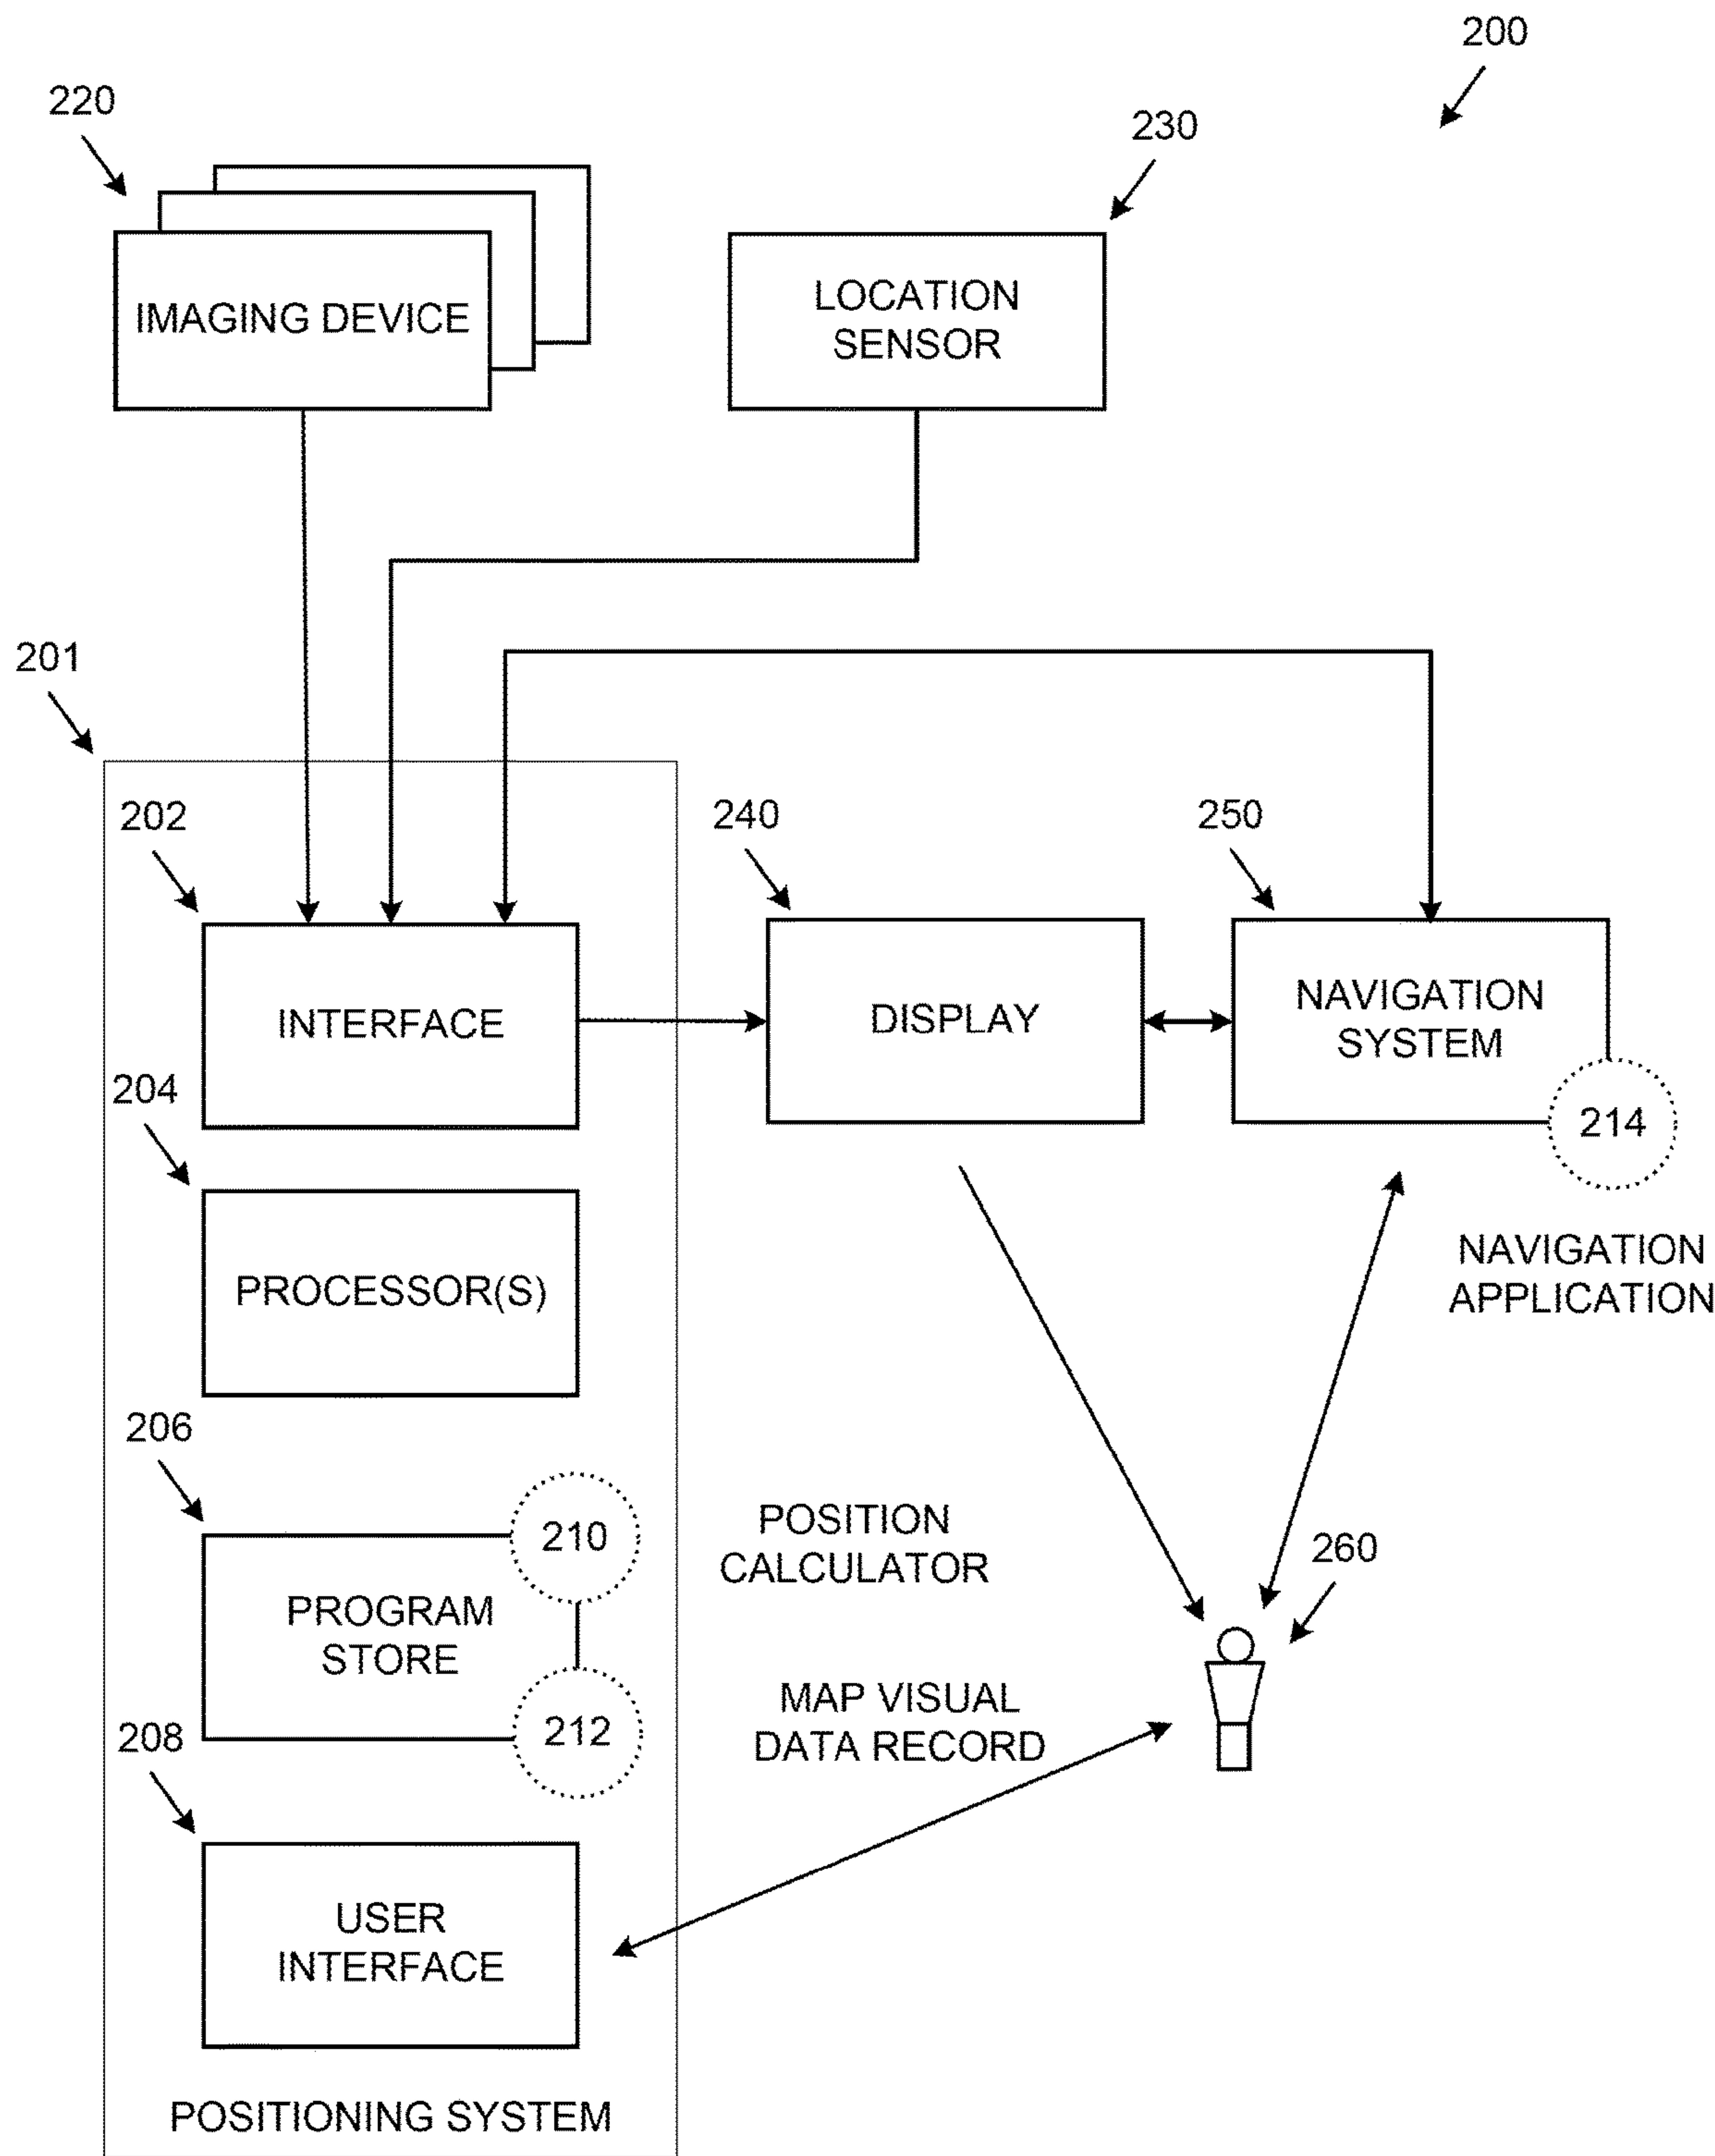 200
220
230
IMAGING DEVICE
LOCATION
SENSOR
201
202
240
250
INTERFACE
DISPLAY
NAVIGATION
SYSTEM
204
214
PROCESSOR(S)
NAVIGATION
APPLICATION
206
210
POSITION
CALCULATOR
260
PROGRAM
STORE
212
MAP VISUAL
DATA RECORD
208
USER
INTERFACE
POSITIONING SYSTEM